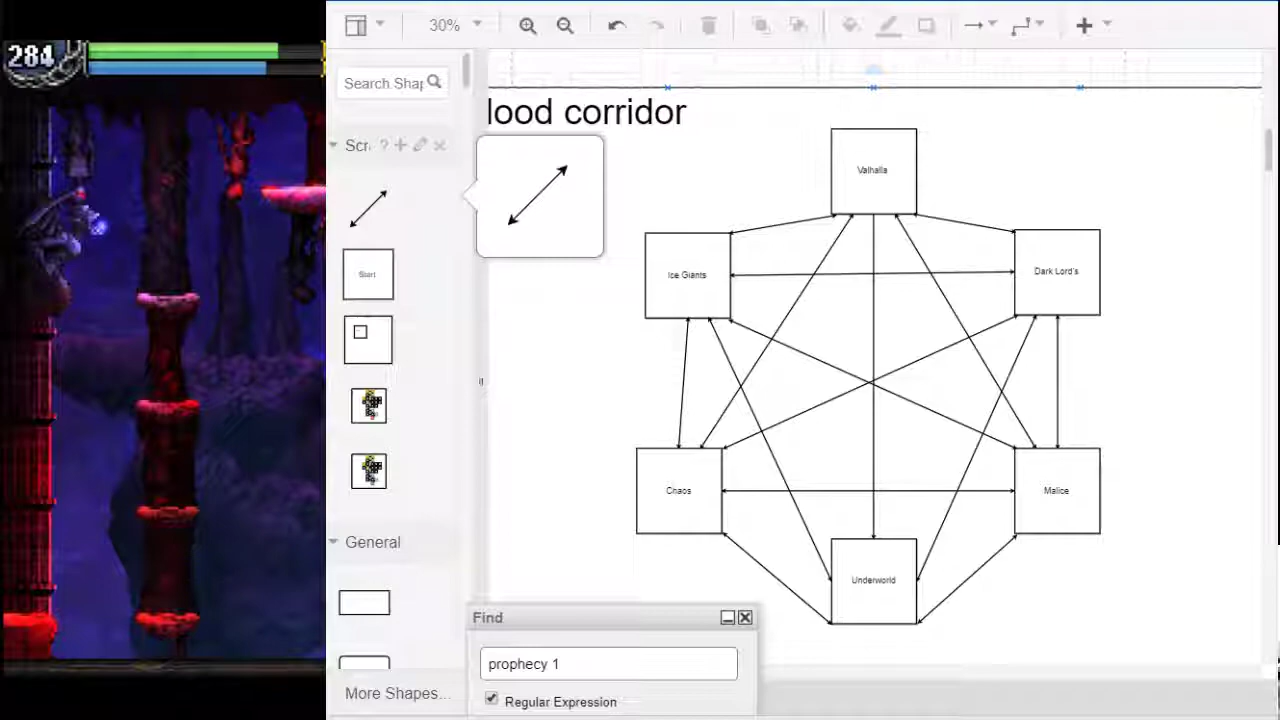 30%
284
Search Shap
lood corridor
Scr
?
Valhalla
Ice Giants
Dark Lord's
Start
Chaos
Malice
General
Underworld
Find
prophecy 1
More Shapes...
Regular Expression